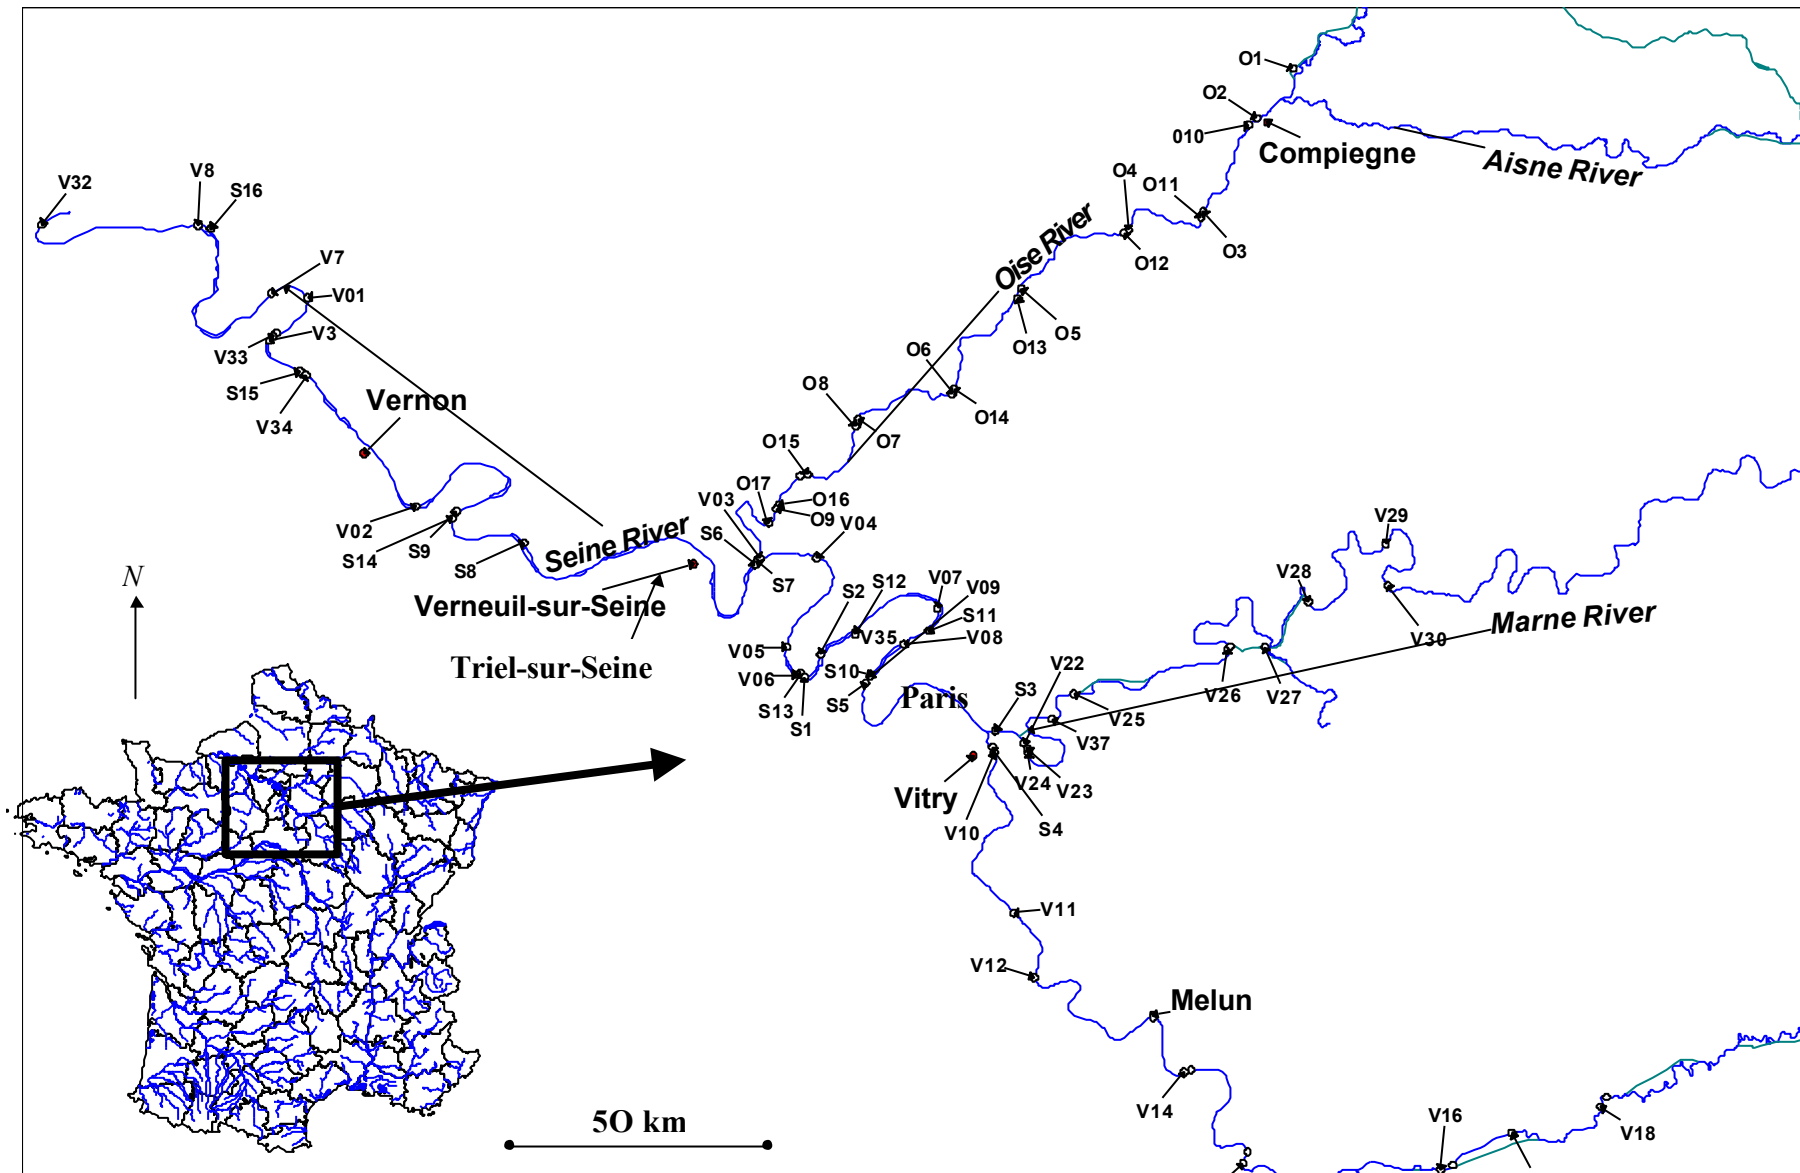 O1
O2
010
Compiegne
Aisne River
V32
V8
S16
O4
O11
O3
O12
Oise River
V7
V01
V3
V33
S15
V34
Vernon
O5
O13
O6
O14
O8
O7
O15
O17
O16
O9
V03
V04
V02
S14
S9
S8
Seine River
S6
S7
V29
N
Verneuil-sur-Seine
Triel-sur-Seine
S2
S12
V07
V09
S11
V08
V35
V05
V06
S13
S1
S10
S5
Paris
S3
V22
V28
V30
Marne River
V26
V27
V25
V37
V24
V23
Vitry
V10
S4
V11
V12
Melun
V14
V16
V18
5O km